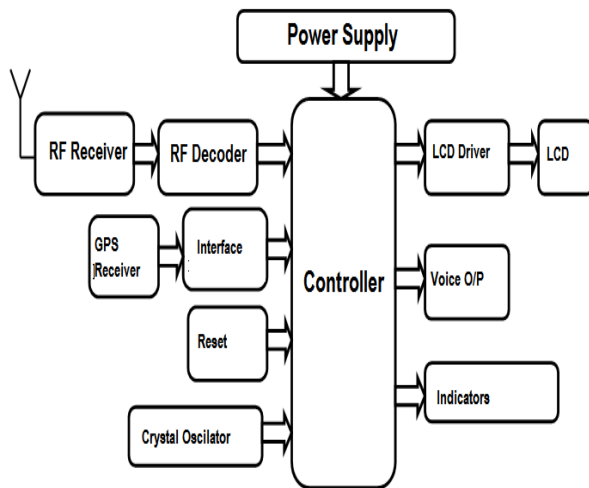 Power Supply
RF Receiver
RF Decoder
LCD Driver
LCD
GPS
Receiver
Interface
Controller
Voice O/P
Reset
Indicators
Crystal Oscilator